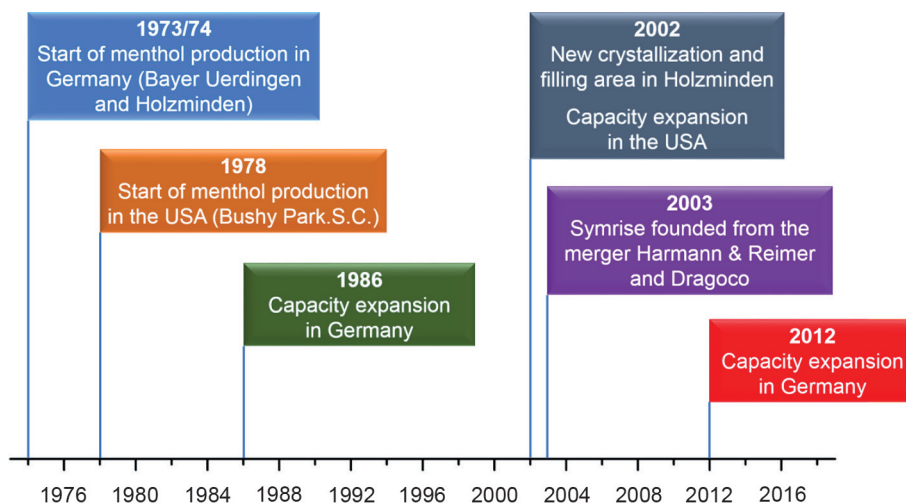 1973/74
Start of menthol production in
Germany (Bayer Uerdingen
and Holzminden)
1978
Start of menthol production
in the USA (Bushy Park.S.C.)
1986
Capacity expansion
in Germany
2002
New crystallization and
filling area in Holzminden
Capacity expansion
in the USA
2003
Symrise founded from the
merger Harmann & Reimer
and Dragoco
2012
Capacity expansion
in Germany
1976 1980 1984 1988 1992 1996 2000 2004 2008 2012 2016